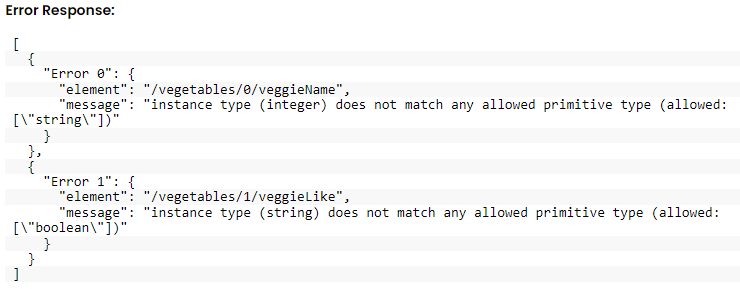 Error Response:
[
  {
    "Error 0": {
      "element": "/vegetables/0/veggieName",
      "message": "instance type (integer) does not match any allowed primitive type (allowed:
[\"string\"])"
    }
  },
  {
    "Error 1": {
      "element": "/vegetables/1/veggieLike",
      "message": "instance type (string) does not match any allowed primitive type (allowed:
[\"boolean\"])"
    }
  }
]